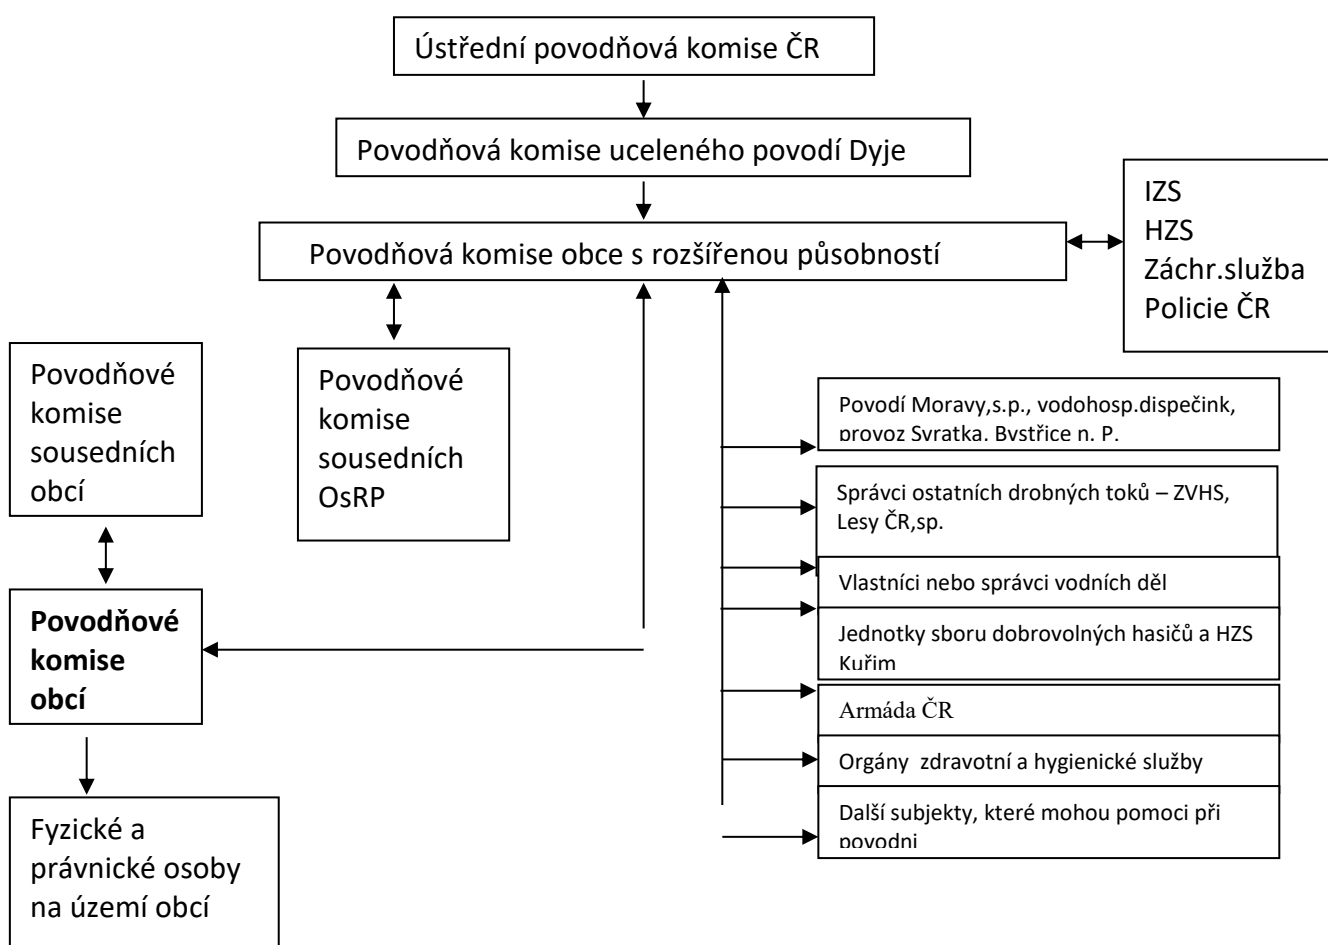 Ústřední povodňová komise ČR
Povodňová komise uceleného povodí Dyje
IZS
HZS
Záchr.služba
Policie ČR
Povodňová komise obce s rozšířenou působností
Povodňové
komise
sousedních
obcí
Povodňové
komise
sousedních
OsRP
Povodí Moravy,s.p., vodohosp.dispečink,
provoz Svratka. Bystřice n. P.
Správci ostatních drobných toků – ZVHS,
Lesy ČR,sp.
Vlastníci nebo správci vodních děl
Jednotky sboru dobrovolných hasičů a HZS
Kuřim
Armáda ČR
Orgány zdravotní a hygienické služby
Další subjekty, které mohou pomoci při
povodni
Povodňové
komise
obcí
Fyzické a
právnické osoby
na území obcí